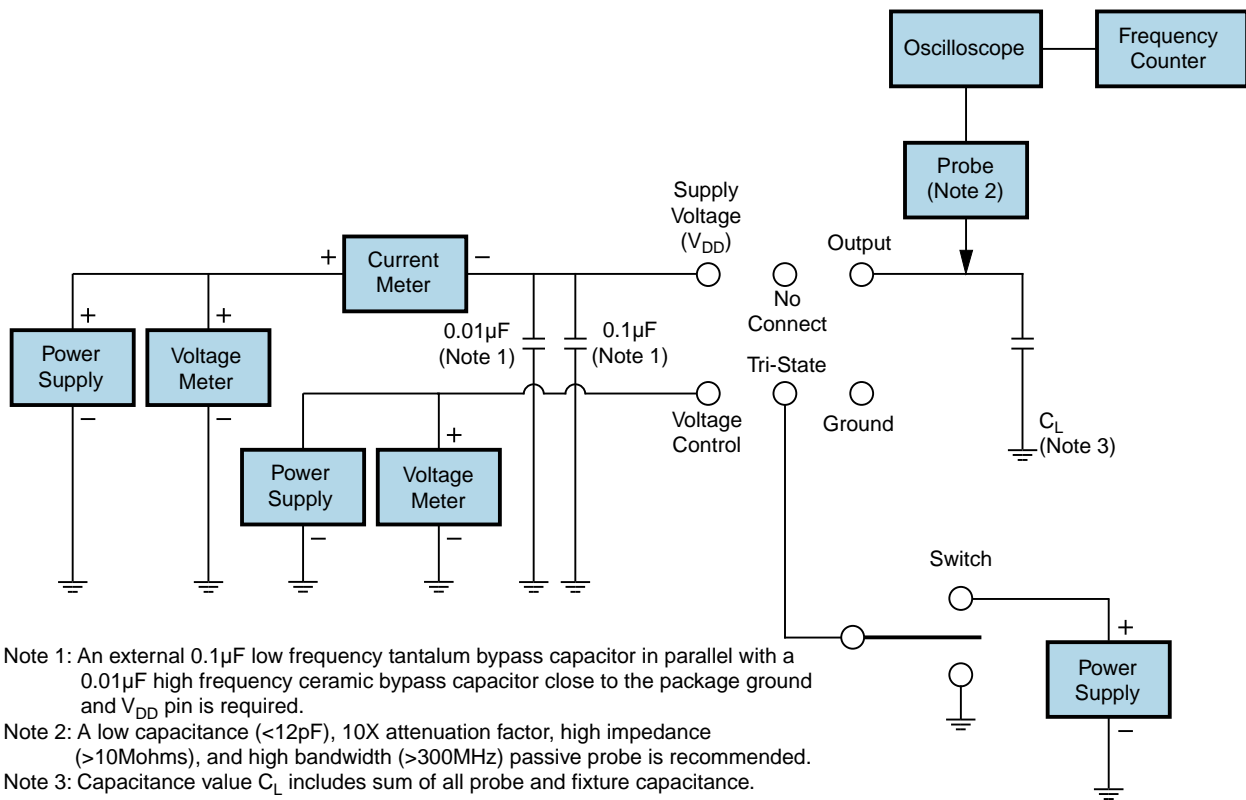 Oscilloscope
Frequency
Counter
Probe
(Note 2)
Supply
Voltage
(VDD)
Output
+
Current
Meter
−
No
Connect
+
Power
Supply
−
+
Voltage
Meter
−
0.01µF
(Note 1)
0.1µF
(Note 1)
Tri-State
Voltage
Control
Ground
CL
(Note 3)
Power
Supply
−
+
Voltage
Meter
−
Switch
+
Power
Supply
−
Note 1: An external 0.1µF low frequency tantalum bypass capacitor in parallel with a
0.01µF high frequency ceramic bypass capacitor close to the package ground
and VDD pin is required.
Note 2: A low capacitance (<12pF), 10X attenuation factor, high impedance
(>10Mohms), and high bandwidth (>300MHz) passive probe is recommended.
Note 3: Capacitance value CL includes sum of all probe and fixture capacitance.